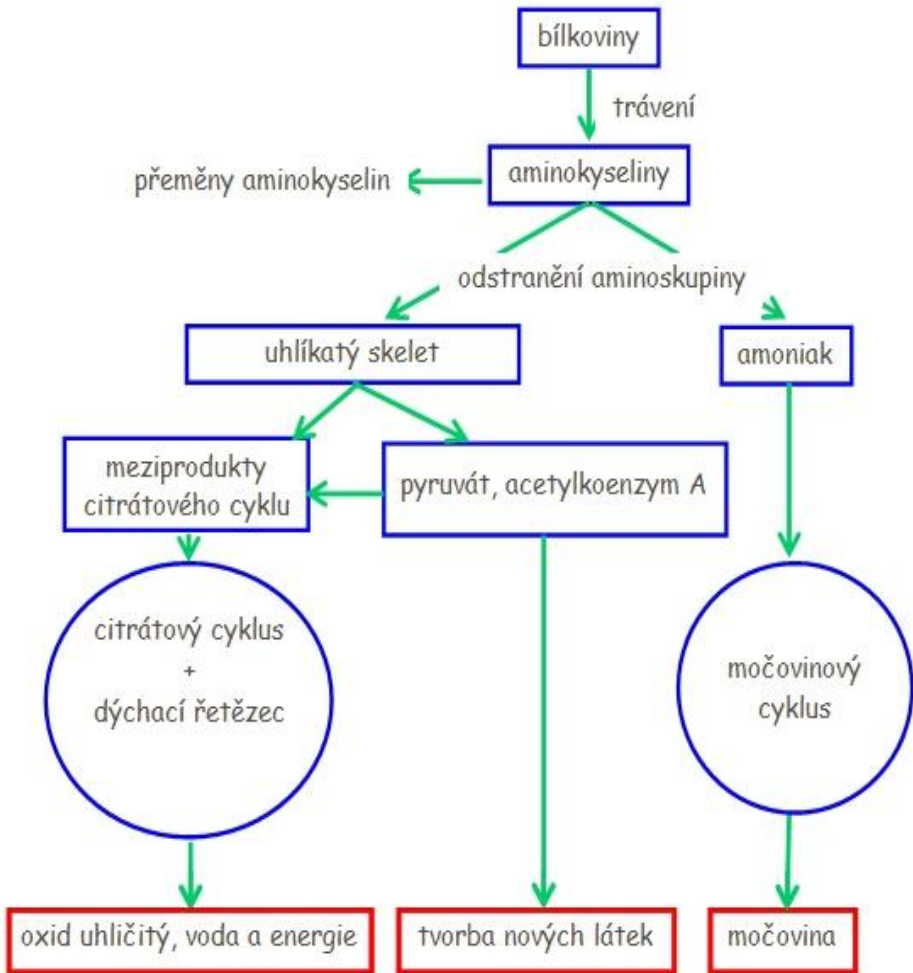 bílkoviny
trávení
přeměny aminokyselin
aminokyseliny
odstranění aminoskupiny
uhlíkatý skelet
amoniak
meziprodukty
citrátového cyklu
pyruvát, acetylkoenzym A
citrátový cyklus
+
dýchací řetězec
močovinový
cyklus
oxid uhličitý, voda a energie
tvorba nových látek
močovina